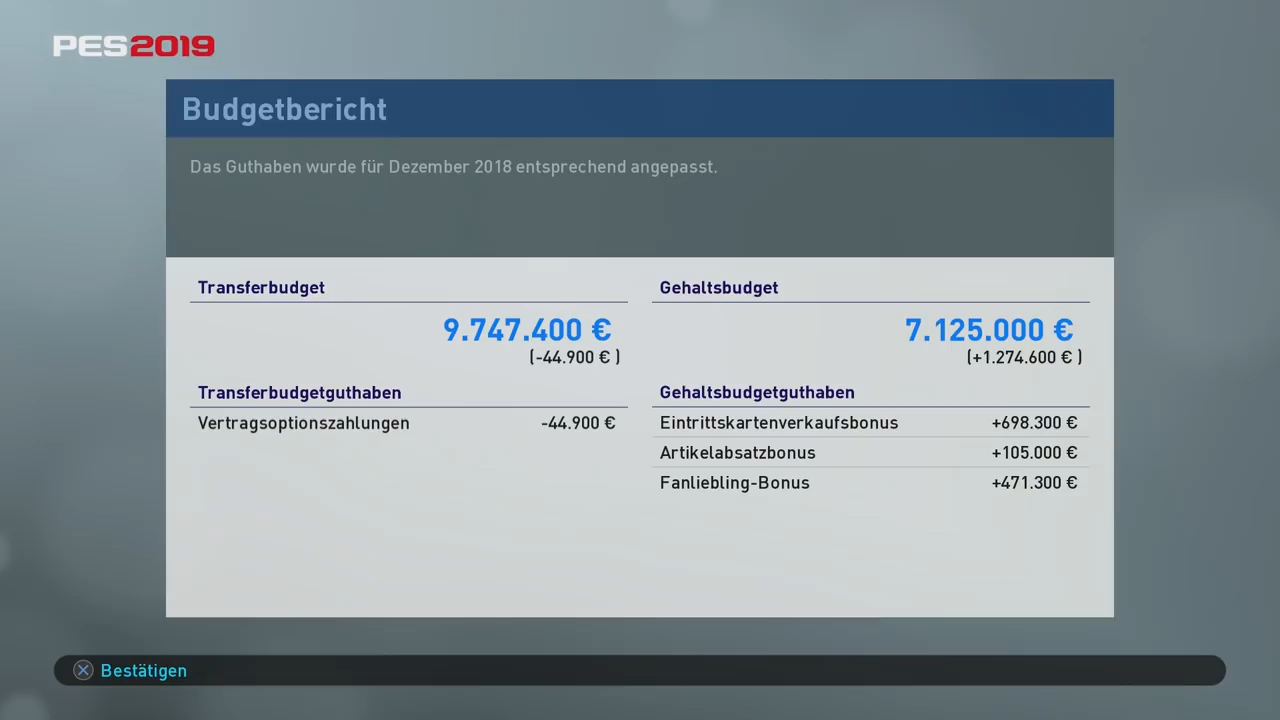 PES2019
Budgetbericht
Das Guthaben wurde für Dezember 2018 entsprechend angepasst.
Transferbudget
9.747.400 €
(-44.900 € )
Transferbudgetguthaben
Vertragsoptionszahlungen -44.900 €
Gehaltsbudget
7.125.000 €
(+1.274.600 € )
Gehaltsbudgetguthaben
Eintrittskartenverkaufsbonus +698.300 €
Artikelabsatzbonus +105.000 €
Fanliebling-Bonus +471.300 €
Bestätigen